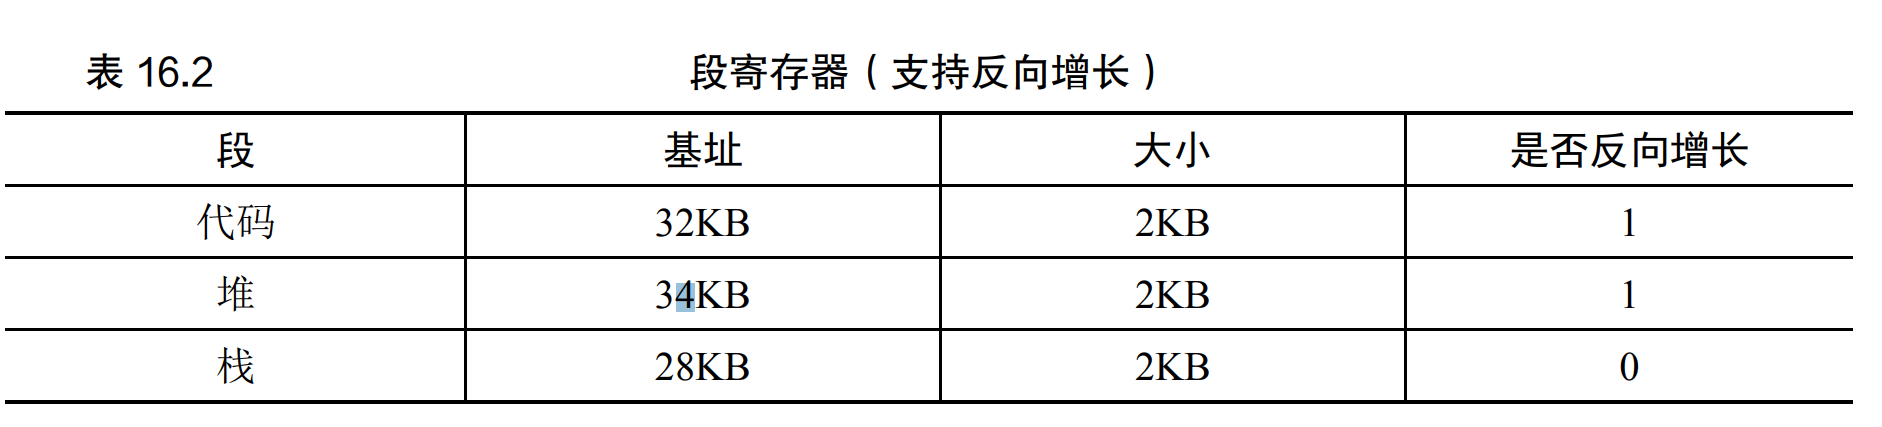 表 16.2 段寄存器（支持反向增长）
段 基址 大小 是否反向增长
代码 32KB 2KB 1
堆 34KB 2KB 1
栈 28KB 2KB 0